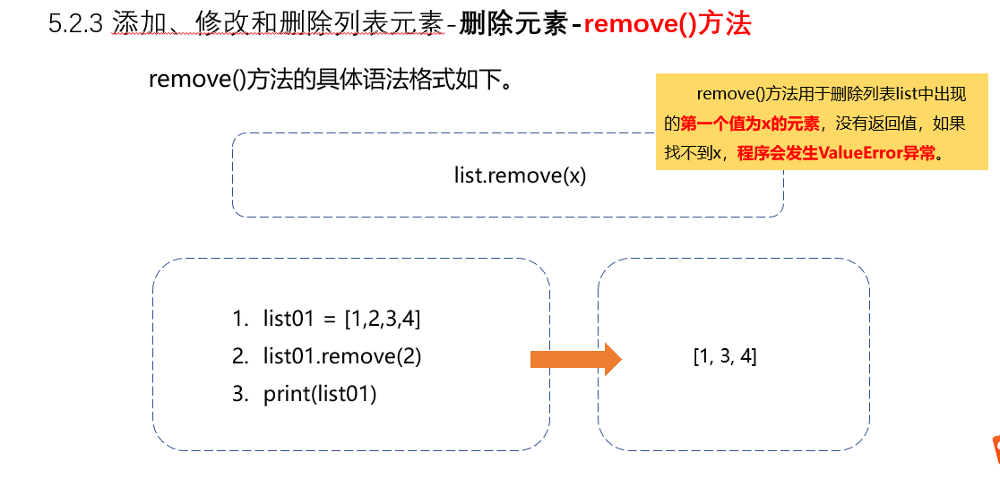 5.2.3 添加、修改和删除列表元素-删除元素-remove()方法
remove()方法的具体语法格式如下。
remove()方法用于删除列表list中出现
的第一个值为x的元素，没有返回值，如果
找不到x，程序会发生ValueError异常。
list.remove(x)
1. list01 = [1,2,3,4]
2. list01.remove(2)
3. print(list01)
[1, 3, 4]